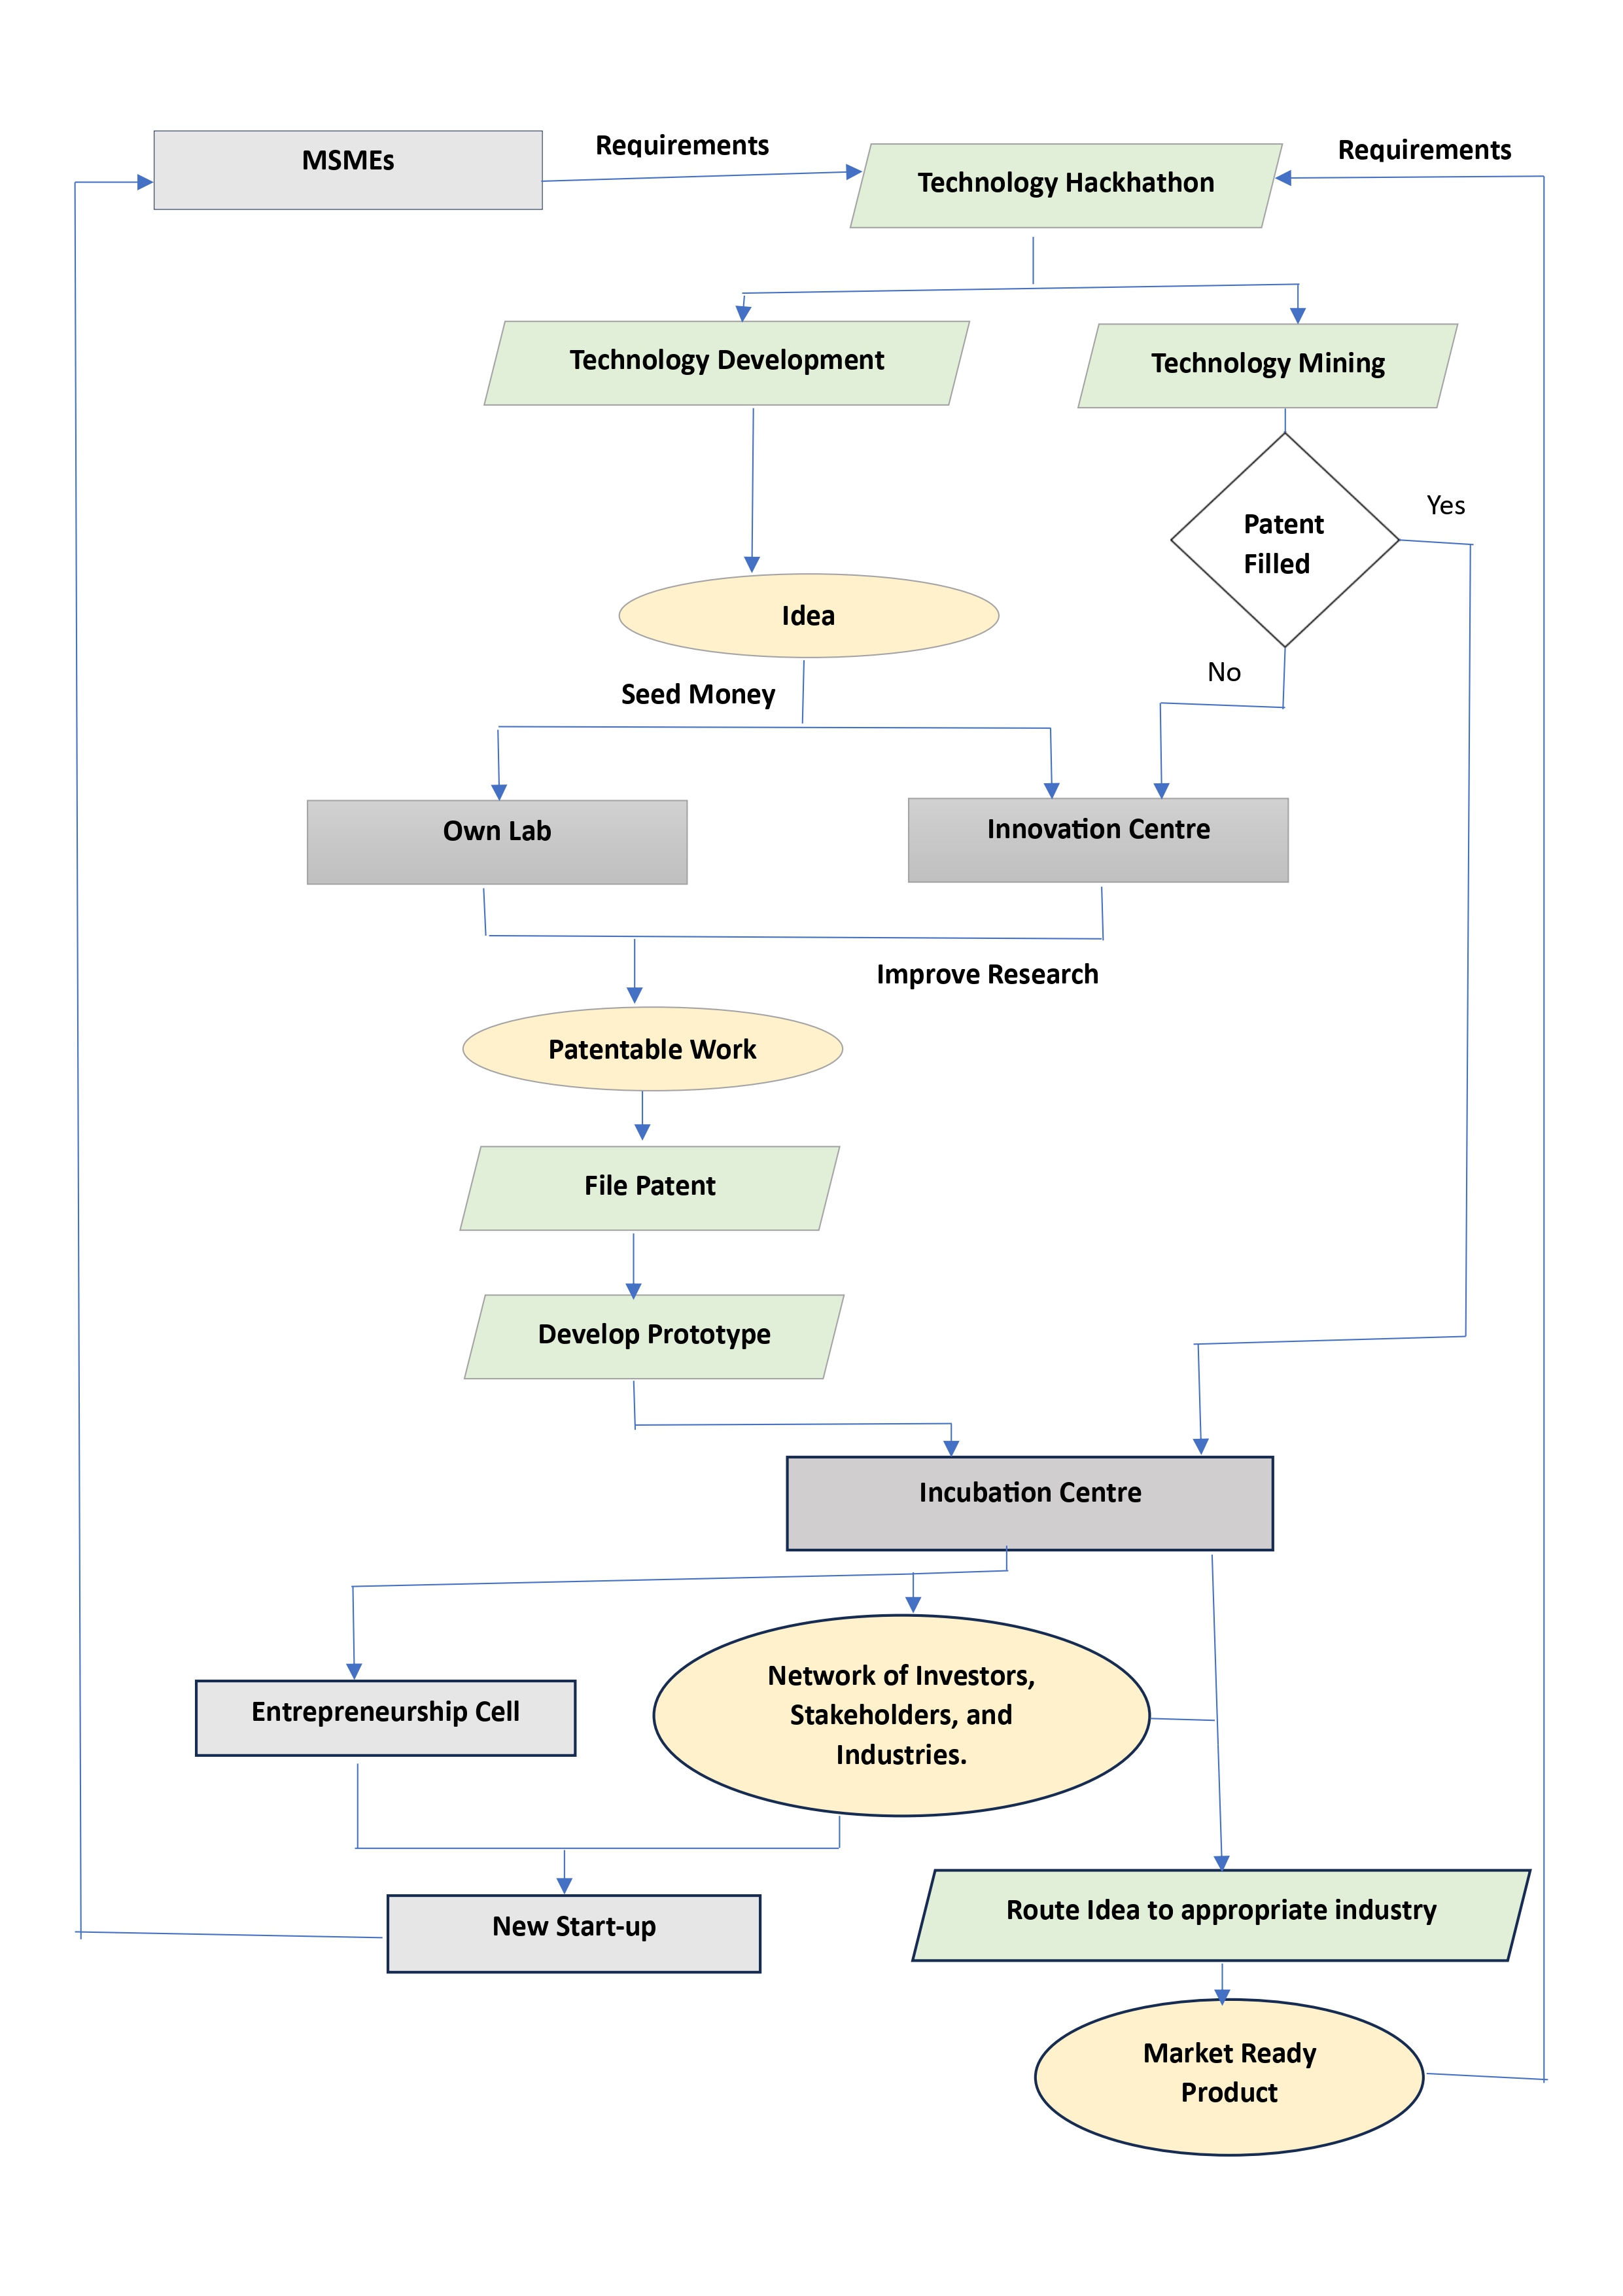 MSMEs
Requirements
Technology Hackhathon
Requirements
Technology Development
Technology Mining
Patent
Filled
Yes
Idea
No
Seed Money
Own Lab
Innovation Centre
Improve Research
Patentable Work
File Patent
Develop Prototype
Incubation Centre
Entrepreneurship Cell
Network of Investors,
Stakeholders, and
Industries.
New Start-up
Route Idea to appropriate industry
Market Ready
Product